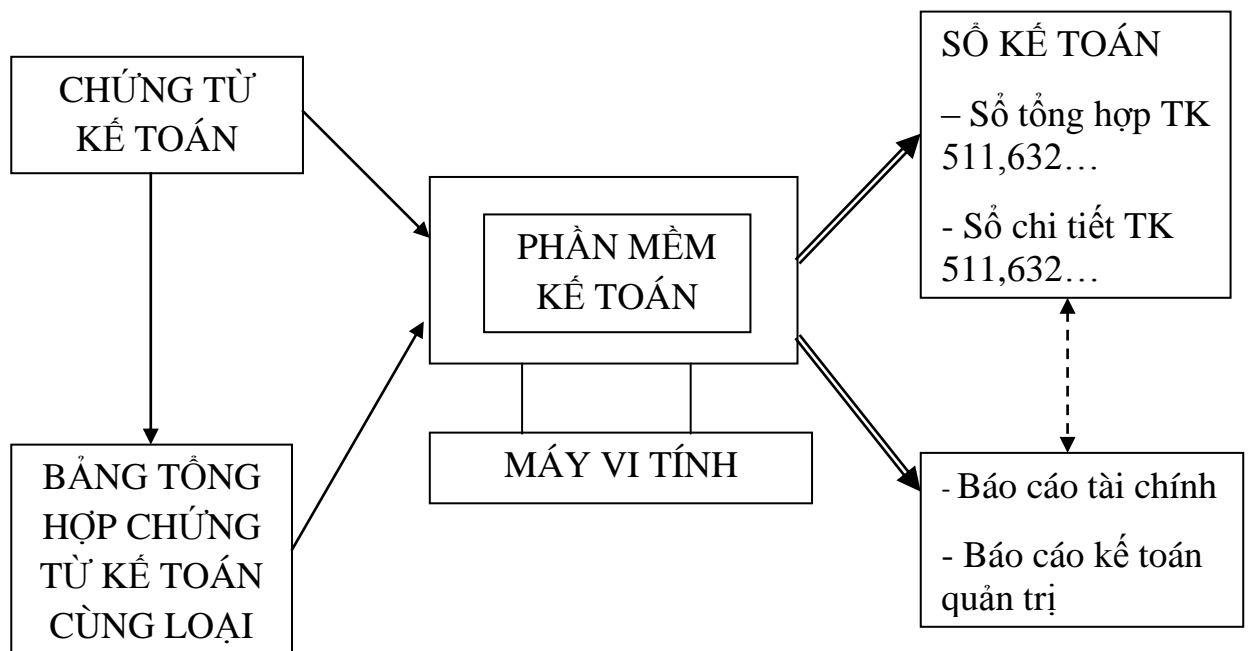 CHỨNG TỪ
KẾ TOÁN
BẢNG TỔNG
HỢP CHỨNG
TỪ KẾ TOÁN
CÙNG LOẠI
PHẦN MỀM
KẾ TOÁN
MÁY VI TÍNH
SỔ KẾ TOÁN
– Sổ tổng hợp TK
511,632…
- Sổ chi tiết TK
511,632…
- Báo cáo tài chính
- Báo cáo kế toán
quản trị